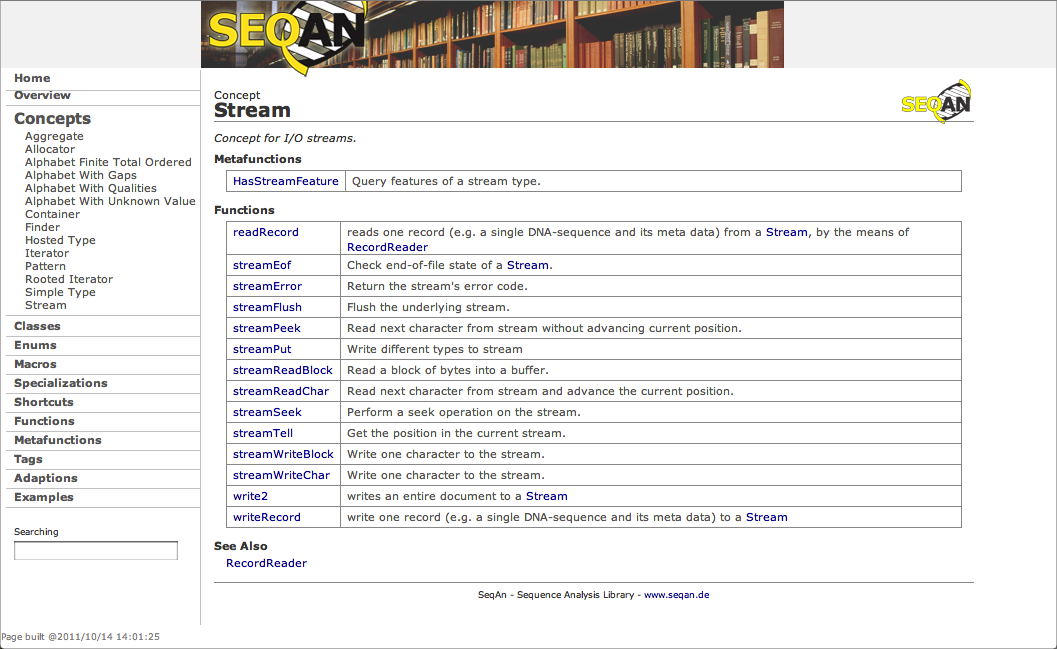 SEQAN
Home
Overview
Concepts
Aggregate
Allocator
Alphabet Finite Total Ordered
Alphabet With Gaps
Alphabet With Qualities
Alphabet With Unknown Value
Container
Finder
Hosted Type
Iterator
Pattern
Rooted Iterator
Simple Type
Stream
Classes
Enums
Macros
Specializations
Shortcuts
Functions
Metafunctions
Tags
Adaptions
Examples
Searching
Page built @2011/10/14 14:01:25
Concept
Stream
SEQAN
Concept for I/O streams.
Metafunctions
HasStreamFeature Query features of a stream type.
Functions
readRecord reads one record (e.g. a single DNA-sequence and its meta data) from a Stream, by the means of
RecordReader
streamEof Check end-of-file state of a Stream.
streamError Return the stream's error code.
streamFlush Flush the underlying stream.
streamPeek Read next character from stream without advancing current position.
streamPut Write different types to stream
streamReadBlock Read a block of bytes into a buffer.
streamReadChar Read next character from stream and advance the current position.
streamSeek Perform a seek operation on the stream.
streamTell Get the position in the current stream.
streamWriteBlock Write one character to the stream.
streamWriteChar Write one character to the stream.
write2 writes an entire document to a Stream
writeRecord write one record (e.g. a single DNA-sequence and its meta data) to a Stream
See Also
RecordReader
SeqAn - Sequence Analysis Library - www.seqan.de